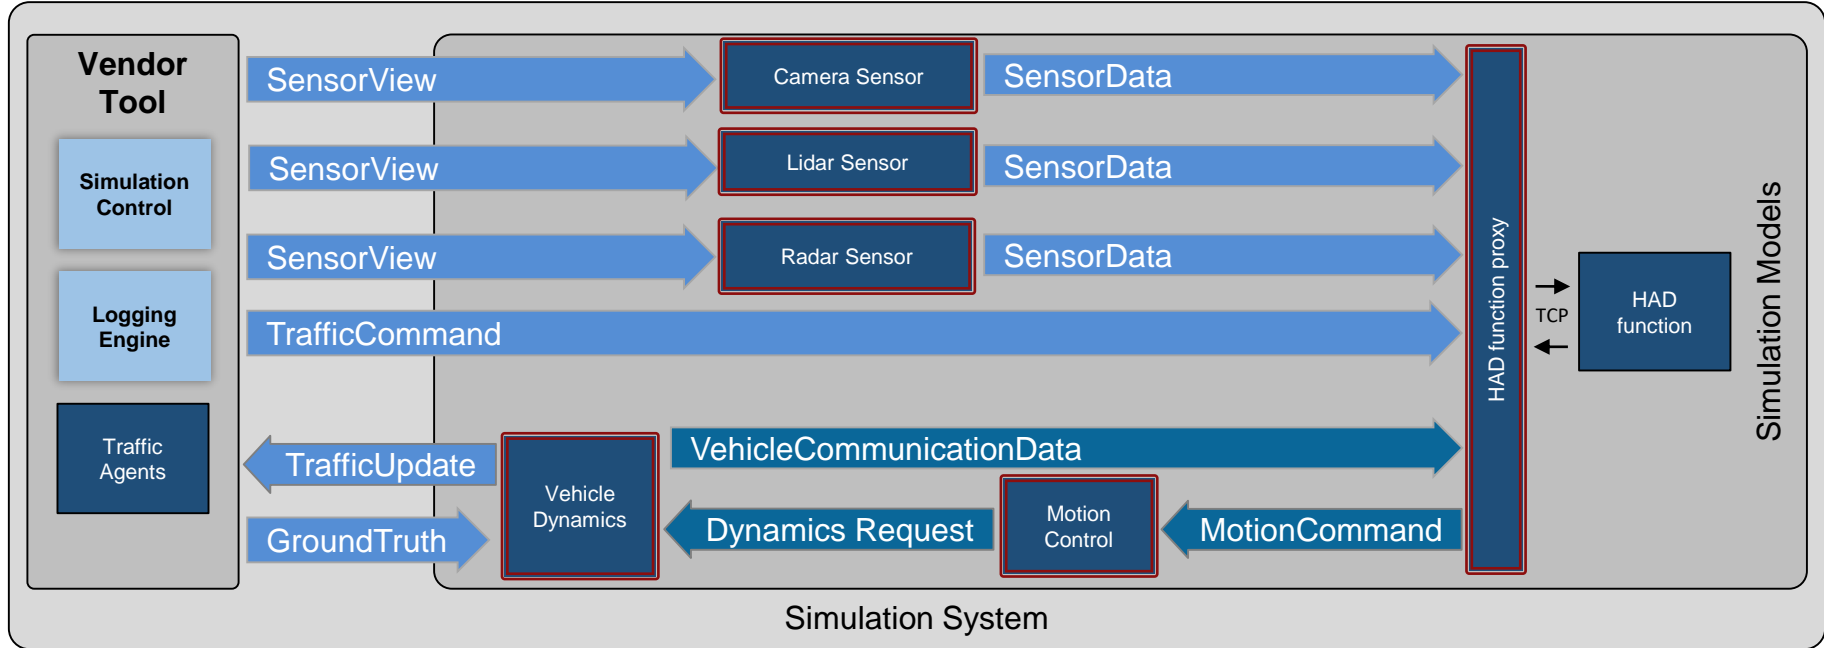 Vendor
Tool
Simulation
Control
Logging
Engine
Traffic
Agents
SensorView
Camera Sensor
SensorData
SensorView
Lidar Sensor
SensorData
SensorView
Radar Sensor
SensorData
TrafficCommand
TrafficUpdate
GroundTruth
Vehicle
Dynamics
VehicleCommunicationData
Dynamics Request
Motion
Control
MotionCommand
HAD function proxy
TCP
HAD
function
Simulation Models
Simulation System